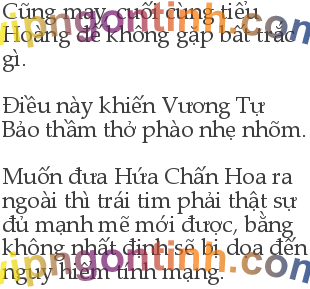 Cũng may, cuối cùng tiểu
Hoàng đế không gặp bất trắc
gì.
Điều này khiến Vương Tự
Bảo thầm thở phào nhẹ nhõm.
Muốn đưa Hứa Chấn Hoa ra
ngoài thì trái tim phải thật sự
đủ mạnh mẽ mới được, bằng
không nhất định sẽ bị dọa đến
nguy hiểm tính mạng.
vipngontinh.com
vipngontinh.com